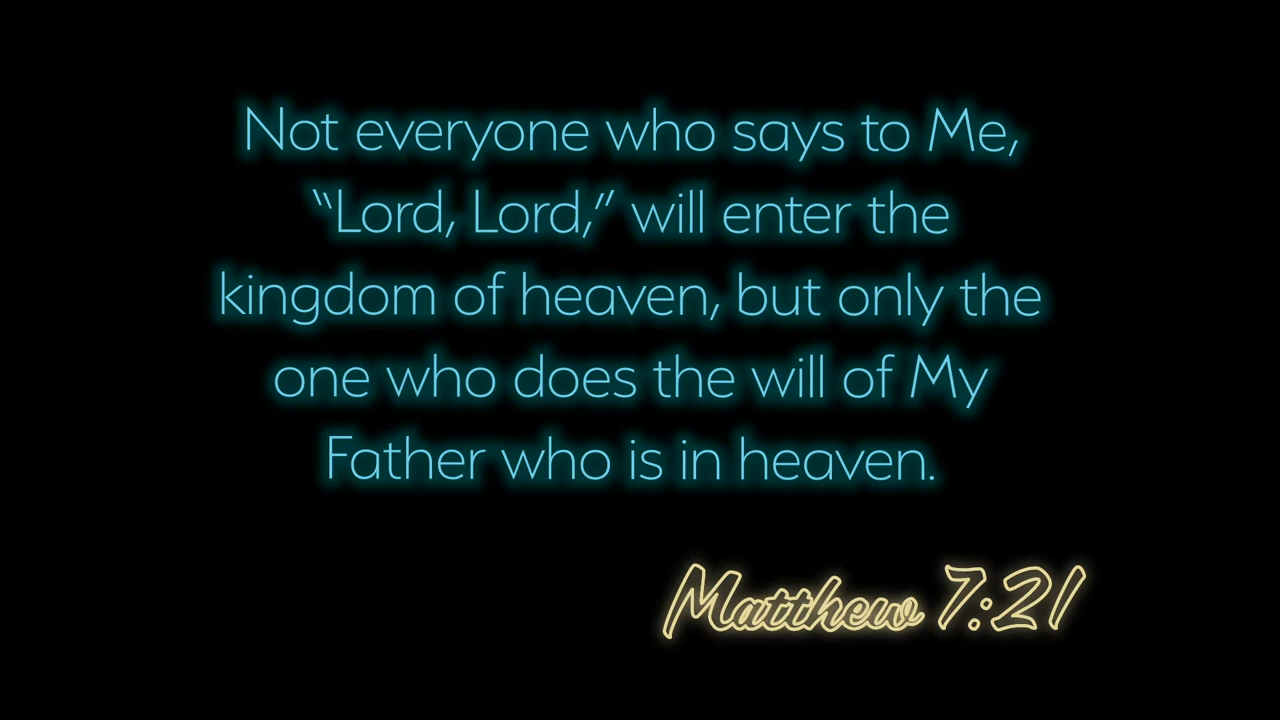 Not everyone who says to Me,
“Lord, Lord,” will enter the
kingdom of heaven, but only the
one who does the will of My
Father who is in heaven.
Matthew 7:21